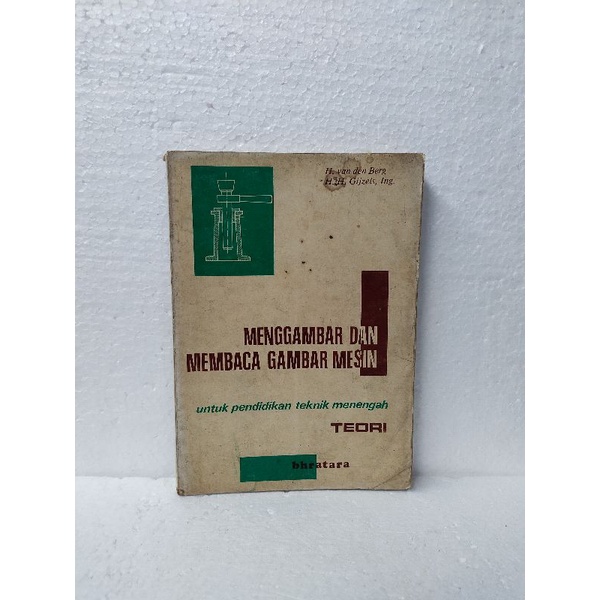 H. van den Berg
H. H. Gijzels, Ing.
MENGGAMBAR DAN
MEMBACA GAMBAR MESIN
untuk pendidikan teknik menengah
TEORI
bhratara